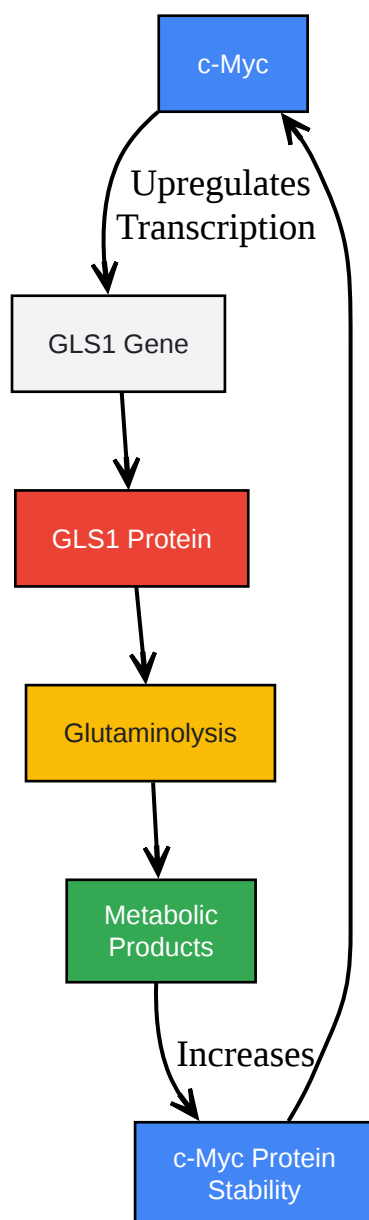 c-Myc
Upregulates
Transcription
GLS1 Gene
GLS1 Protein
Glutaminolysis
Metabolic
Products
Increases
c-Myc Protein
Stability